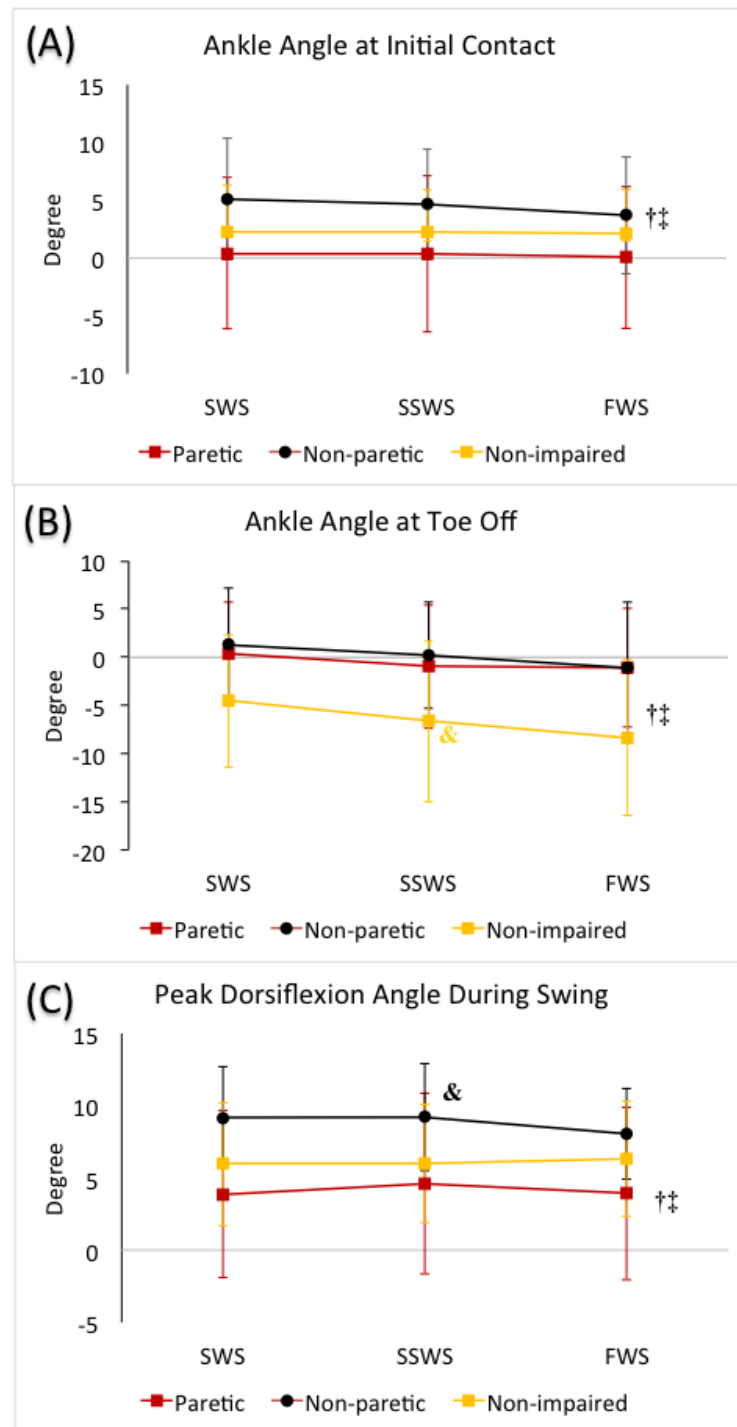 (A) Ankle Angle at Initial Contact
15
10
5
0
-5
-10
Degree
†‡
SWS SSWS FWS
Paretic Non-paretic Non-impaired
(B) Ankle Angle at Toe Off
10
5
0
-5
-10
-15
-20
Degree
&
†‡
SWS SSWS FWS
Paretic Non-paretic Non-impaired
(C) Peak Dorsiflexion Angle During Swing
15
10
5
0
-5
Degree
&
†‡
SWS SSWS FWS
Paretic Non-paretic Non-impaired